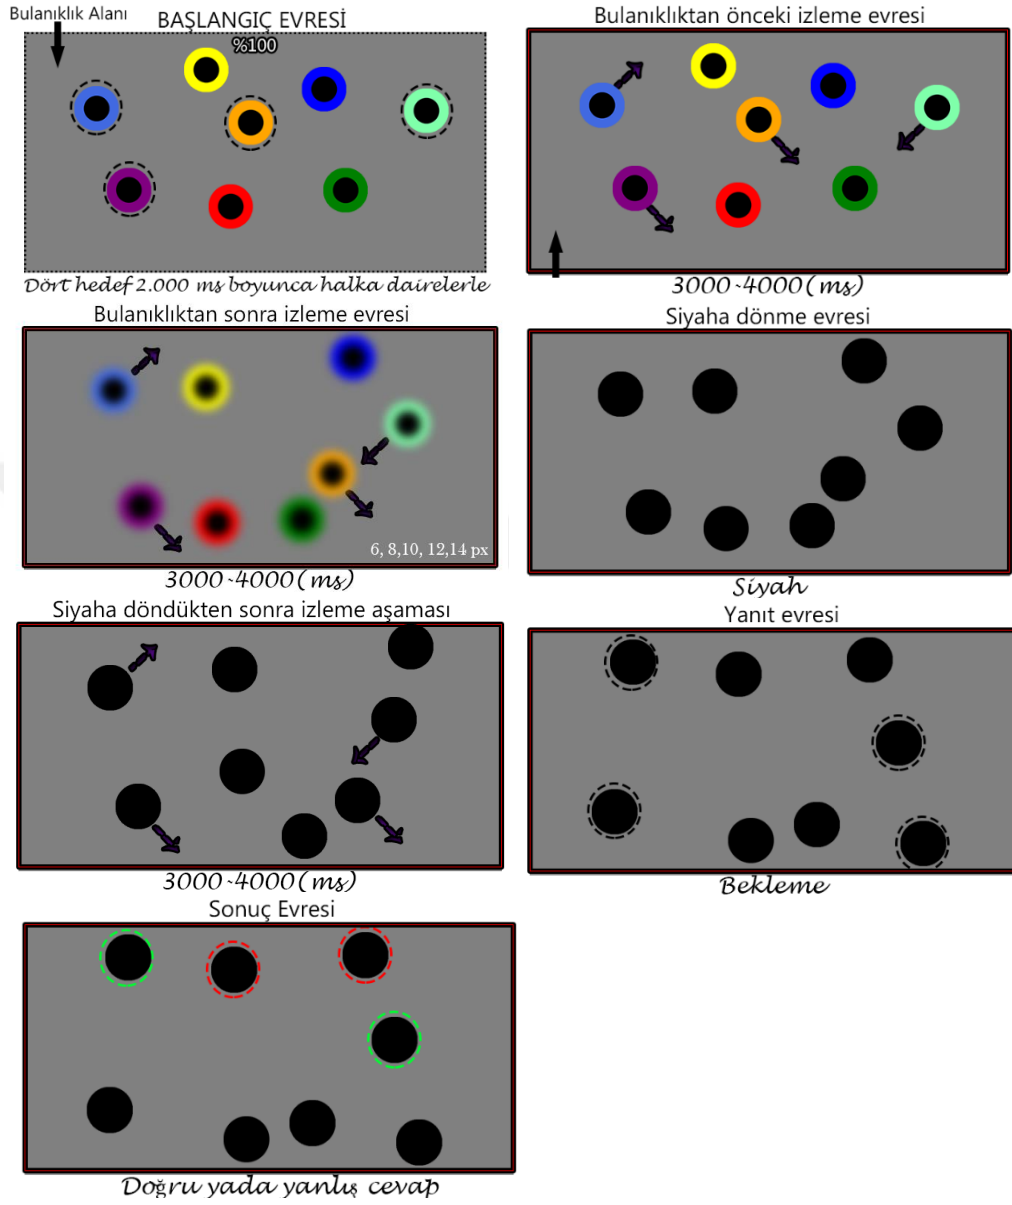 Bulanıklık Alanı
BAŞLANGIÇ EVRESİ
%100
Dört hedef 2.000 ms boyunca halka dairelerle
Bulanıklıktan önceki izleme evresi
3000-4000(ms)
Bulanıklıktan sonra izleme evresi
6, 8,10, 12,14 px
3000-4000(ms)
Siyaha dönme evresi
Siyah
Siyaha döndükten sonra izleme aşaması
3000-4000(ms)
Yanıt evresi
Bekleme
Sonuç Evresi
Doğru yada yanlış cevap